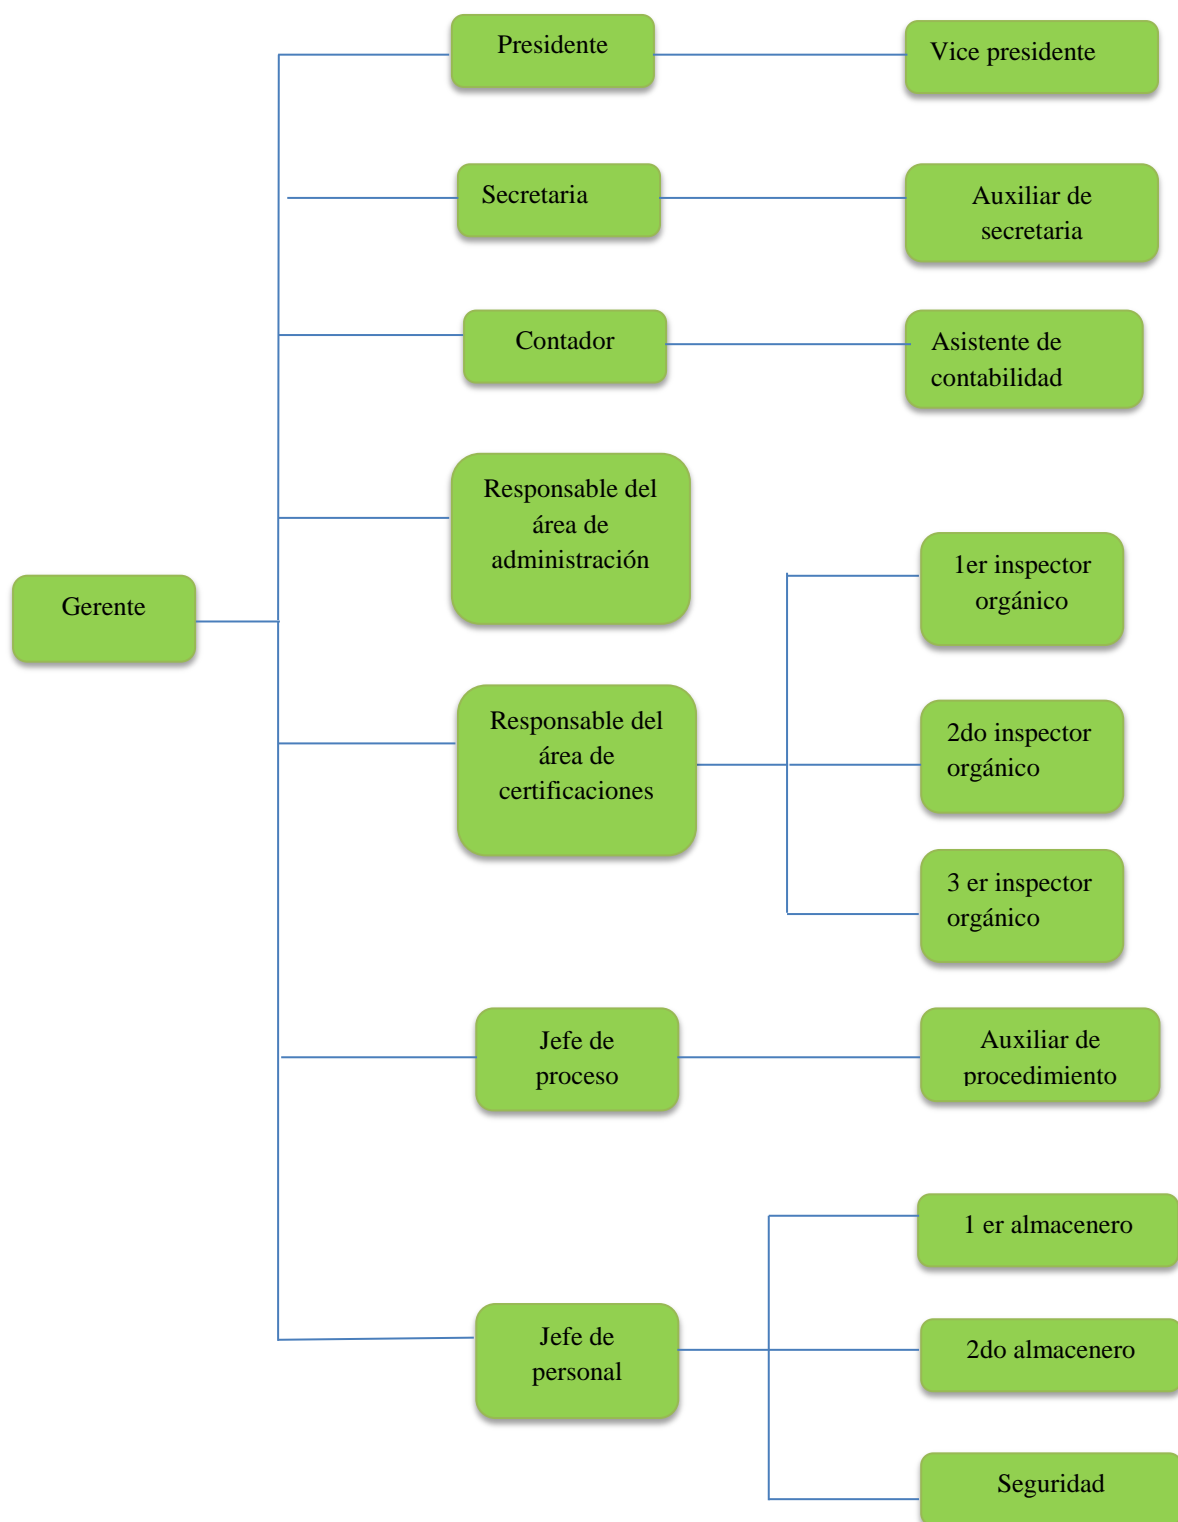 Presidente
Vice presidente
Secretaria
Auxiliar de
secretaria
Contador
Asistente de
contabilidad
Responsable del
área de
administración
Gerente
1er inspector
orgánico
Responsable del
área de
certificaciones
2do inspector
orgánico
3 er inspector
orgánico
Jefe de
proceso
Auxiliar de
procedimiento
1 er almacenero
Jefe de
personal
2do almacenero
Seguridad